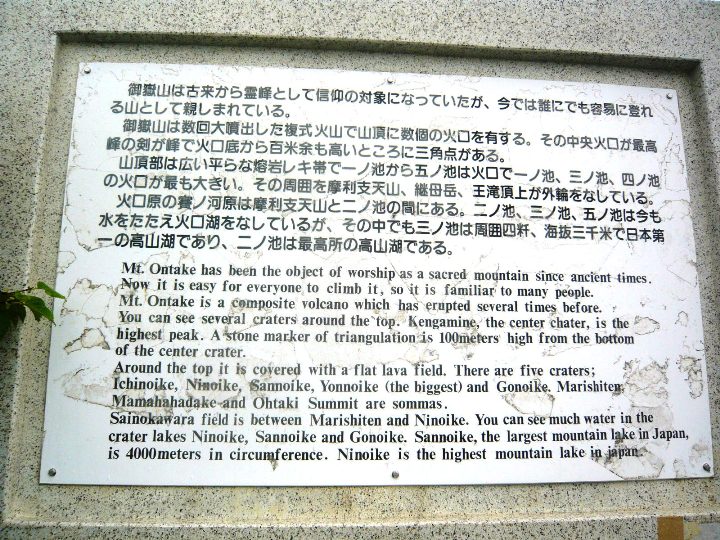 御嶽山は古来から霊峰として信仰の対象になっていたが、今では誰にでも容易に登れ
る山として親しまれている。
御嶽山は数回大噴出した複式火山で山頂に数個の火口を有する。その中央火口が最高
峰の剣が峰で火口底から百米余も高いところに三角点がある。
山頂部は広い平らな熔岩レキ帯で一ノ池から五ノ池は火口で一ノ池、三ノ池、四ノ池
の火口が最も大きい。その周囲を摩利支天山、継母岳、王滝頂上が外輪をなしている。
火口原の賽ノ河原は摩利支天山と二ノ池の間にある。二ノ池、三ノ池、五ノ池は今も
水をたたえ火口湖をなしているが、その中でも三ノ池は周囲四粁、海抜三千米で日本第
一の高山湖であり、二ノ池は最高所の高山湖である。
Mt. Ontake has been the object of worship as a sacred mountain since ancient times.
Now it is easy for everyone to climb it, so it is familiar to many people.
Mt. Ontake is a composite volcano which has erupted several times before.
You can see several craters around the top. Kengamine, the center chater, is the
highest peak. A stone marker of triangulation is 100meters high from the bottom
of the center crater.
Around the top it is covered with a flat lava field. There are five craters;
Ichinoike, Ninoike, Sannoike, Yonnoike (the biggest) and Gonoike. Marishiten,
Mamahahadake and Ohtaki Summit are sommas.
Sainokawara field is between Marishiten and Ninoike. You can see much water in the
crater lakes Ninoike, Sannoike and Gonoike. Sannoike, the largest mountain lake in Japan,
is 4000meters in circumference. Ninoike is the highest mountain lake in japan.